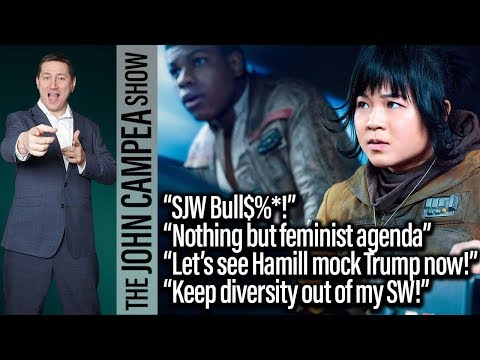 THE JOHN CAMPEA SHOW
“SJW Bull$%*!”
“Nothing but feminist agenda”
“Let’s see Hamill mock Trump now!”
“Keep diversity out of my SW!”